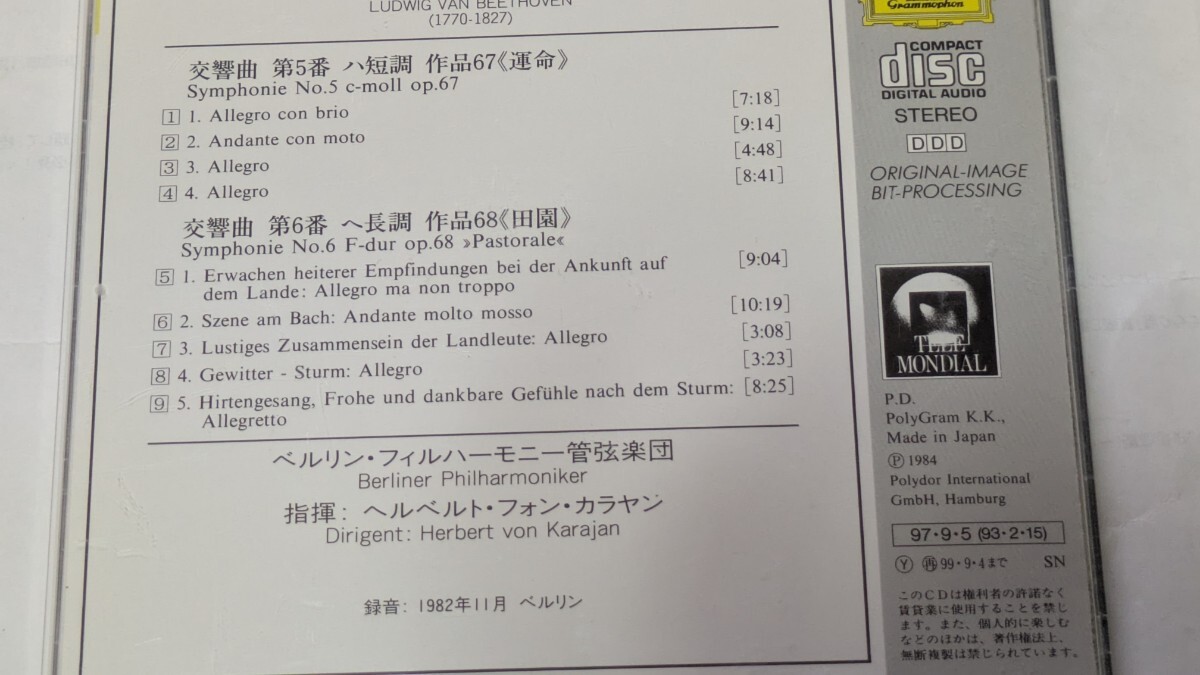 LUDWIG VAN BEETHOVEN
(1770-1827)
交響曲 第5番 ハ短調 作品67《運命》
Symphonie No.5 c-moll op.67
1 1. Allegro con brio [7:18]
2 2. Andante con moto [9:14]
3 3. Allegro [4:48]
4 4. Allegro [8:41]
交響曲 第6番 ヘ長調 作品68《田園》
Symphonie No.6 F-dur op.68 »Pastorale«
5 1. Erwachen heiterer Empfindungen bei der Ankunft auf [9:04]
dem Lande: Allegro ma non troppo
6 2. Szene am Bach: Andante molto mosso [10:19]
7 3. Lustiges Zusammensein der Landleute: Allegro [3:08]
8 4. Gewitter - Sturm: Allegro [3:23]
9 5. Hirtengesang, Frohe und dankbare Gefühle nach dem Sturm: [8:25]
Allegretto
ベルリン・フィルハーモニー管弦楽団
Berliner Philharmoniker
指揮: ヘルベルト・フォン・カラヤン
Dirigent: Herbert von Karajan
録音: 1982年11月 ベルリン
Grammophon
COMPACT
disc
DIGITAL AUDIO
STEREO
DDD
ORIGINAL-IMAGE
BIT-PROCESSING
TELE
MONDIAL
P.D.
PolyGram K.K.,
Made in Japan
Ⓟ1984
Polydor International
GmbH, Hamburg
97・9・5 (93・2・15)
Ⓨ 再99・9・4まで SN
このCDは権利者の許諾なく
賃貸業に使用することを禁じ
ます。また、個人的に楽しむ
などのほかは、著作権法上、
無断複製は禁じられています。